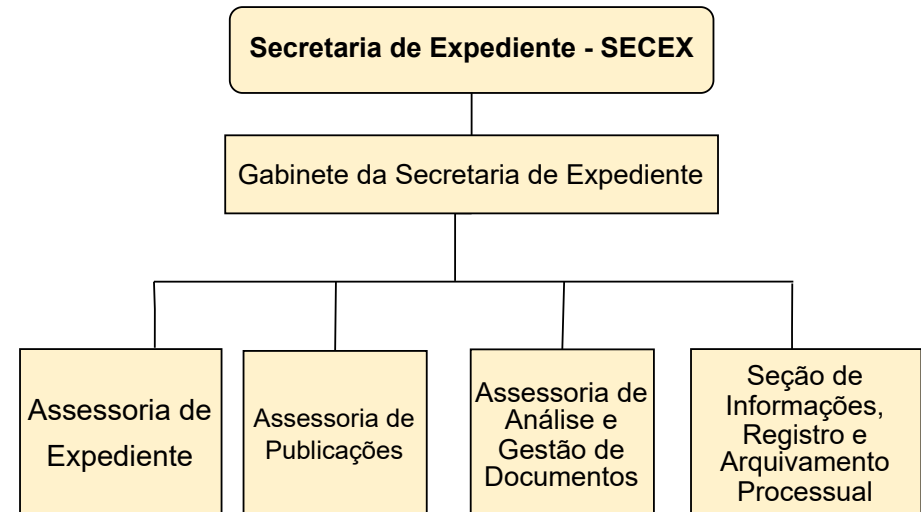 Secretaria de Expediente - SECEX
Gabinete da Secretaria de Expediente
Assessoria de
Expediente
Assessoria de
Publicações
Assessoria de
Análise e
Gestão de
Documentos
Seção de
Informações,
Registro e
Arquivamento
Processual